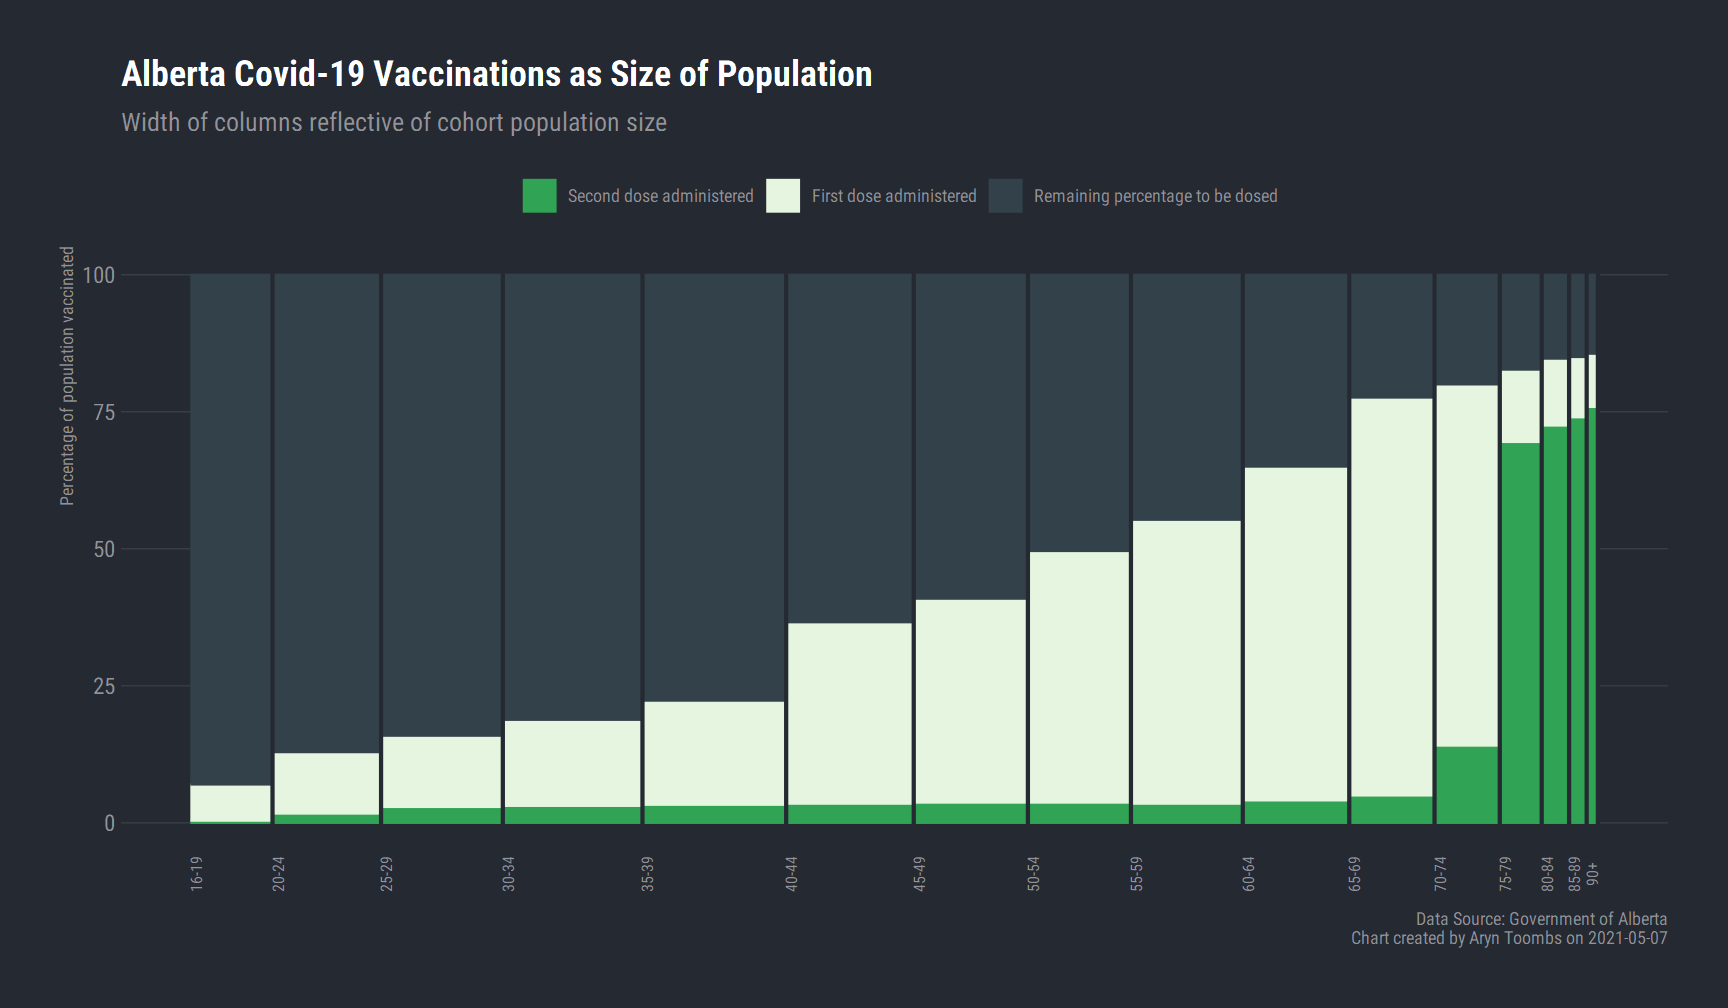 Alberta Covid-19 Vaccinations as Size of Population
Width of columns reflective of cohort population size
Second dose administered
First dose administered
Remaining percentage to be dosed
Percentage of population vaccinated
100
75
50
25
0
16-19
20-24
25-29
30-34
35-39
40-44
45-49
50-54
55-59
60-64
65-69
70-74
75-79
80-84
85-89
90+
Data Source: Government of Alberta
Chart created by Aryn Toombs on 2021-05-07